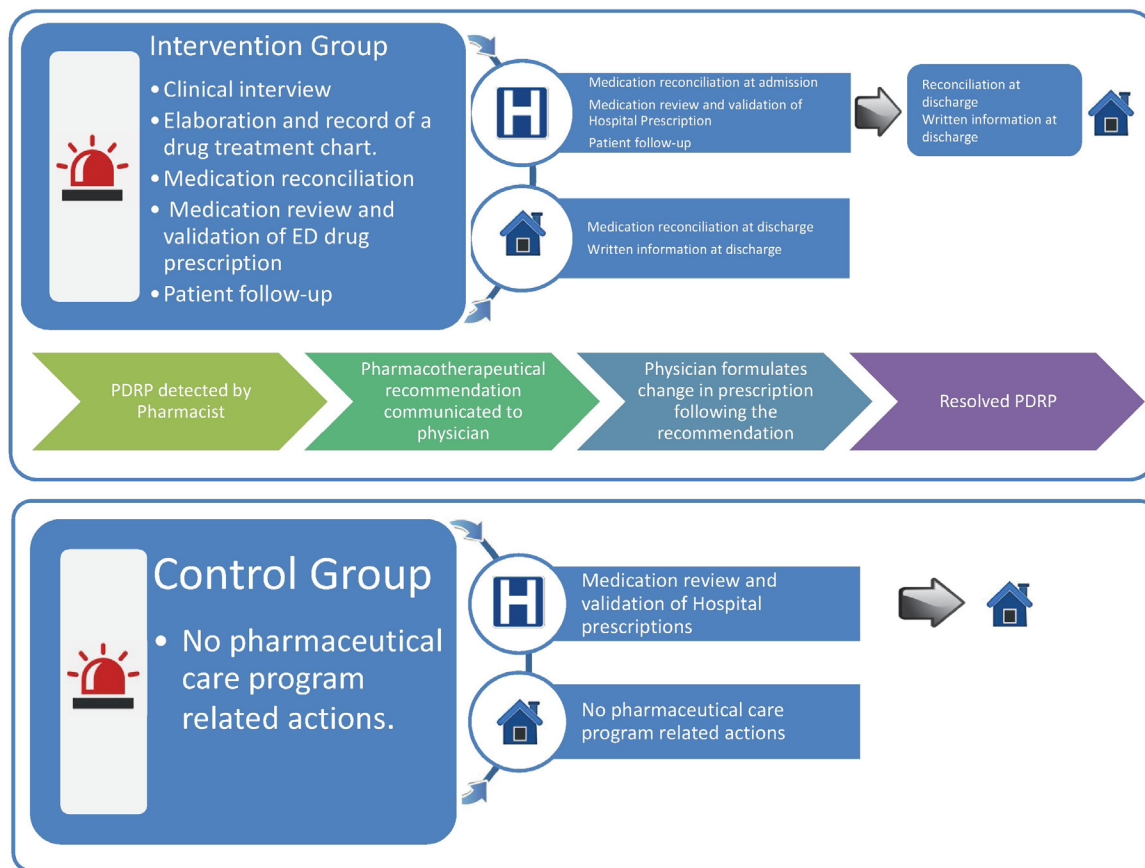 Intervention Group
• Clinical interview
• Elaboration and record of a
drug treatment chart.
• Medication reconciliation
• Medication review and
validation of ED drug
prescription
• Patient follow-up
H
Medication reconciliation at admission
Medication review and validation of
Hospital Prescription
Patient follow-up
Reconciliation at
discharge
Written information at
discharge
Medication reconciliation at discharge
Written information at discharge
PDRP detected by
Pharmacist
Pharmacotherapeutical
recommendation
communicated to
physician
Physician formulates
change in prescription
following the
recommendation
Resolved PDRP
Control Group
• No pharmaceutical
care program
related actions.
H
Medication review and
validation of Hospital
prescriptions
No pharmaceutical care
program related actions